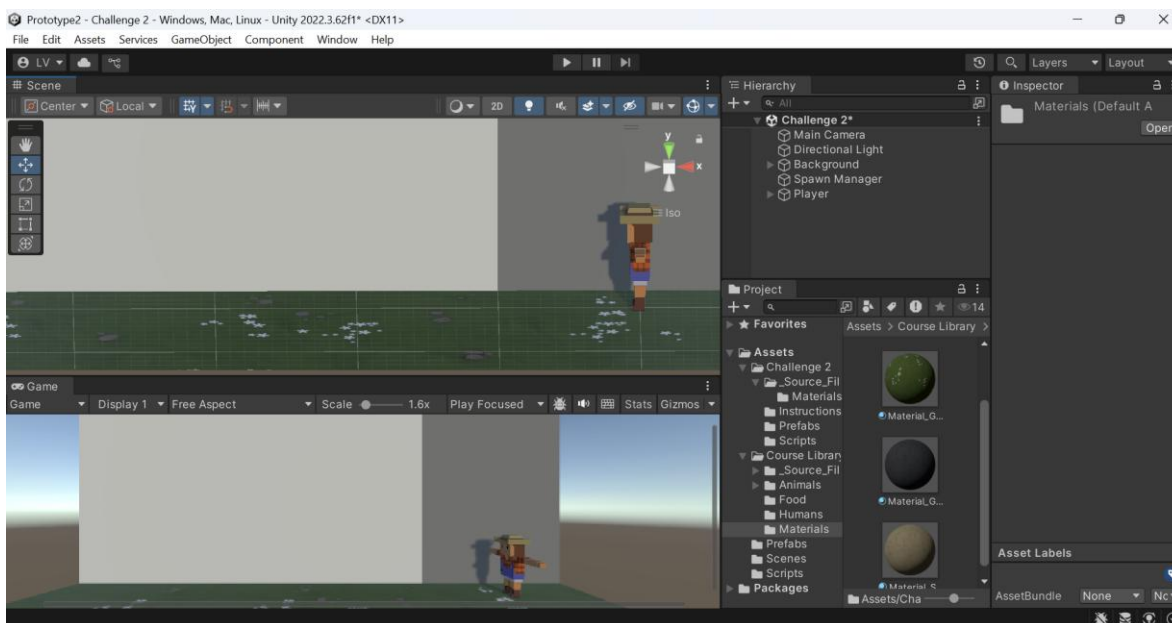 Prototype2 - Challenge 2 - Windows, Mac, Linux - Unity 2022.3.62f1* <DX11>
File Edit Assets Services GameObject Component Window Help
LV
Layers
Layout
Scene
Center
Local
2D
y
x
Iso
Game
Game
Display 1
Free Aspect
Scale
1.6x
Play Focused
Stats
Gizmos
Hierarchy
All
Challenge 2*
Main Camera
Directional Light
Background
Spawn Manager
Player
Project
14
Favorites
Assets
Challenge 2
_Source_Fil
Materials
Instructions
Prefabs
Scripts
Course Librar
_Source_Fil
Animals
Food
Humans
Materials
Prefabs
Scenes
Scripts
Packages
Assets > Course Library >
Material_G...
Material_G...
Material_S
Assets/Cha
Inspector
Materials (Default A
Open
Asset Labels
AssetBundle
None